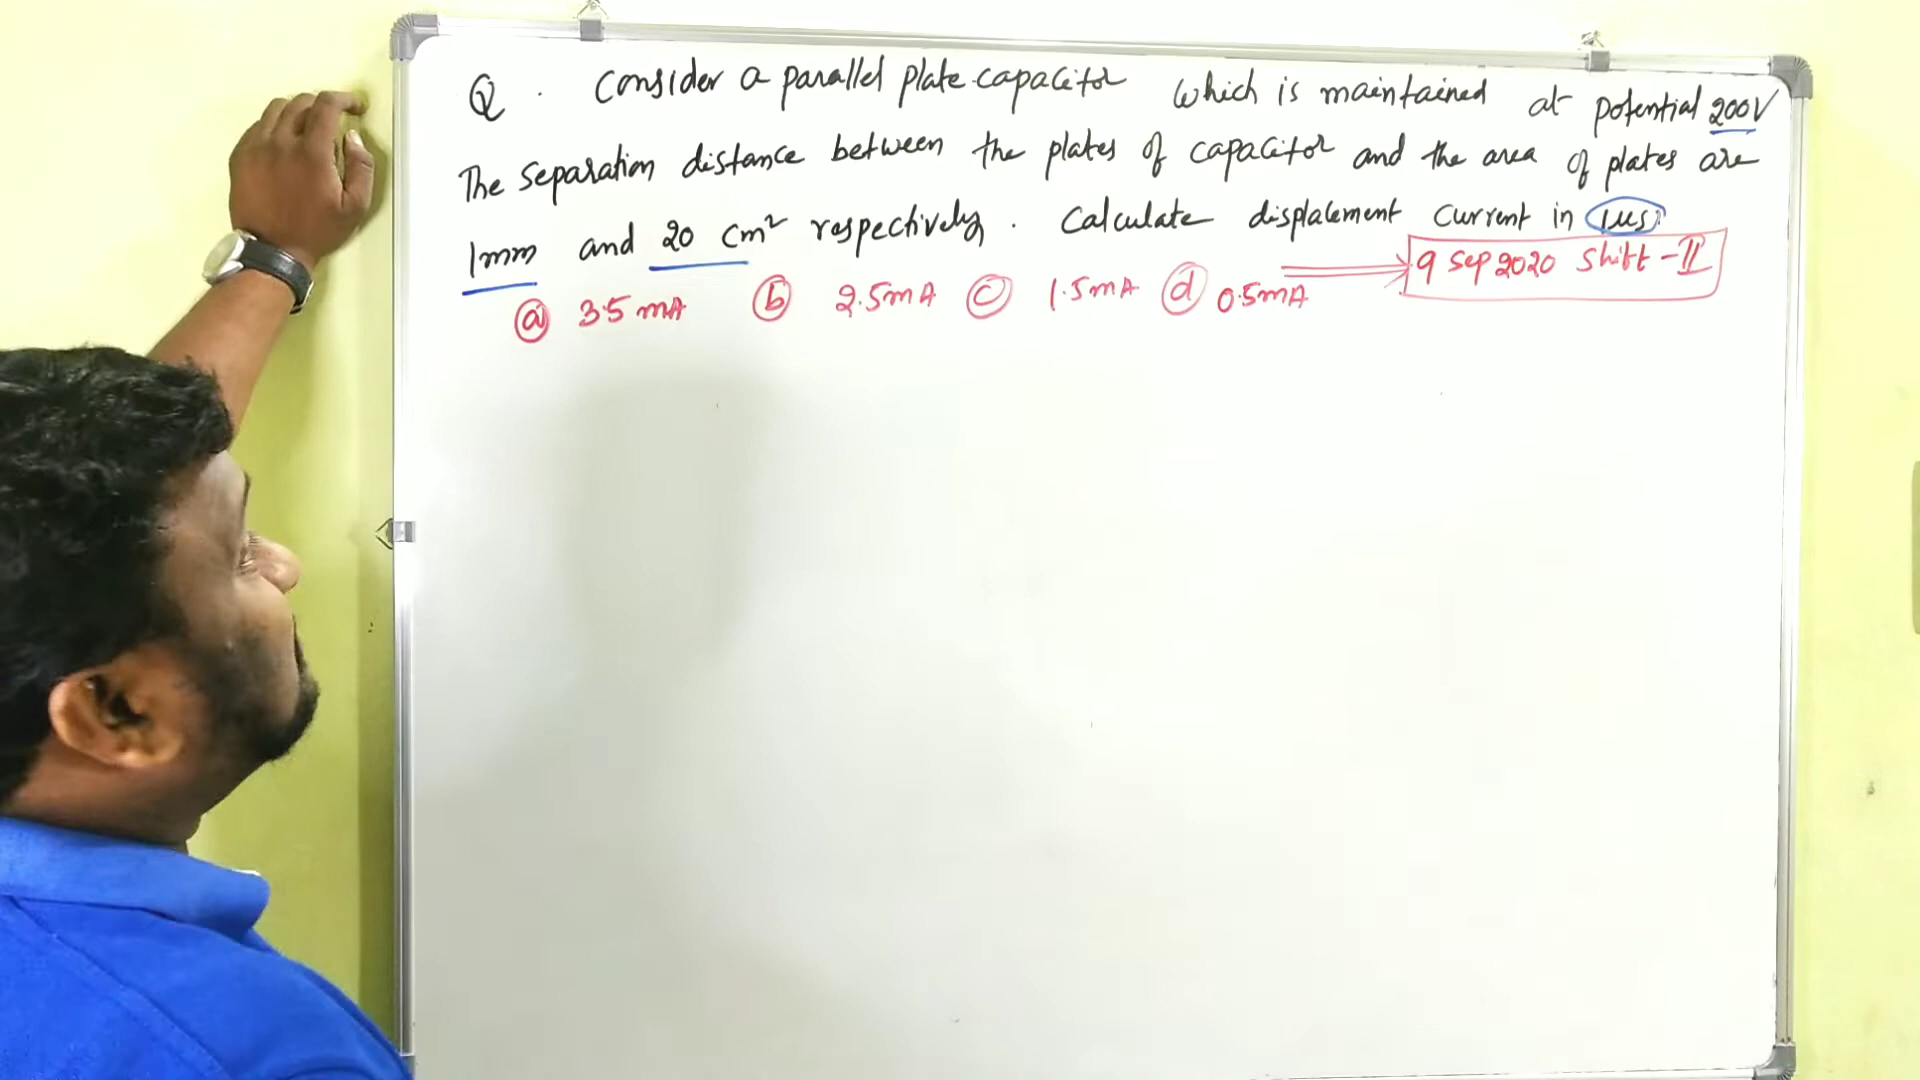 Q. Consider a parallel plate capacitor which is maintained at potential 200V
The separation distance between the plates of capacitor and the area of plates are
1mm and 20 cm² respectively. Calculate displacement current in 1us.
9 Sep 2020 Shift-II
ⓐ 3.5 mA ⓑ 2.5mA ⓒ 1.5mA ⓓ 0.5mA